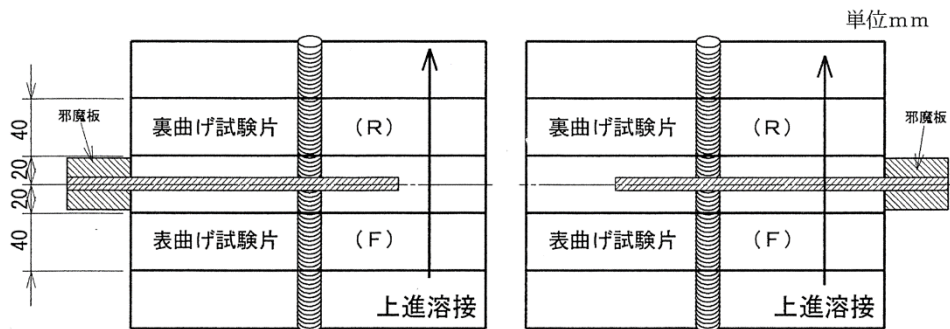 単位mm
邪魔板
40
20
20
40
裏曲げ試験片
(R)
表曲げ試験片
(F)
上進溶接
裏曲げ試験片
(R)
邪魔板
表曲げ試験片
(F)
上進溶接